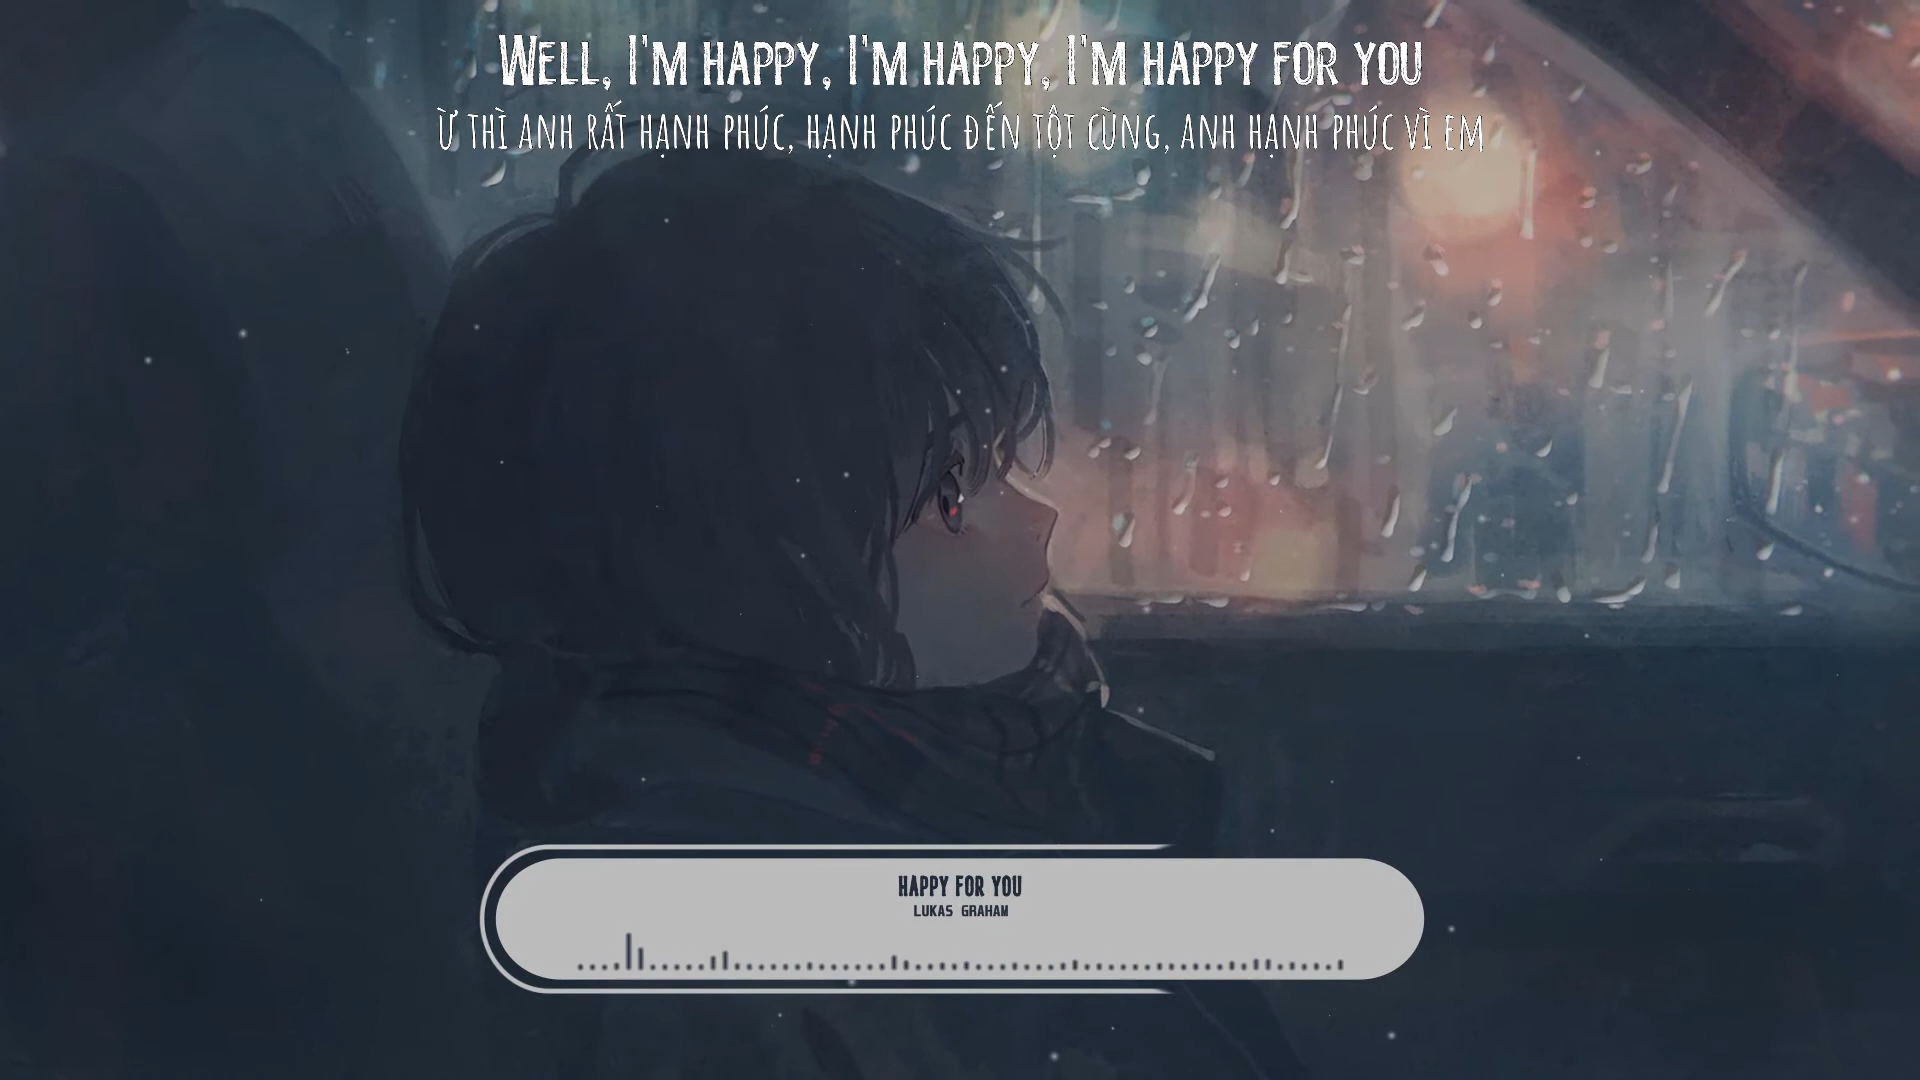 WELL, I'M HAPPY, I'M HAPPY, I'M HAPPY FOR YOU
Ừ THÌ ANH RẤT HẠNH PHÚC, HẠNH PHÚC ĐẾN TỘT CÙNG, ANH HẠNH PHÚC VÌ EM
HAPPY FOR YOU
LUKAS GRAHAM